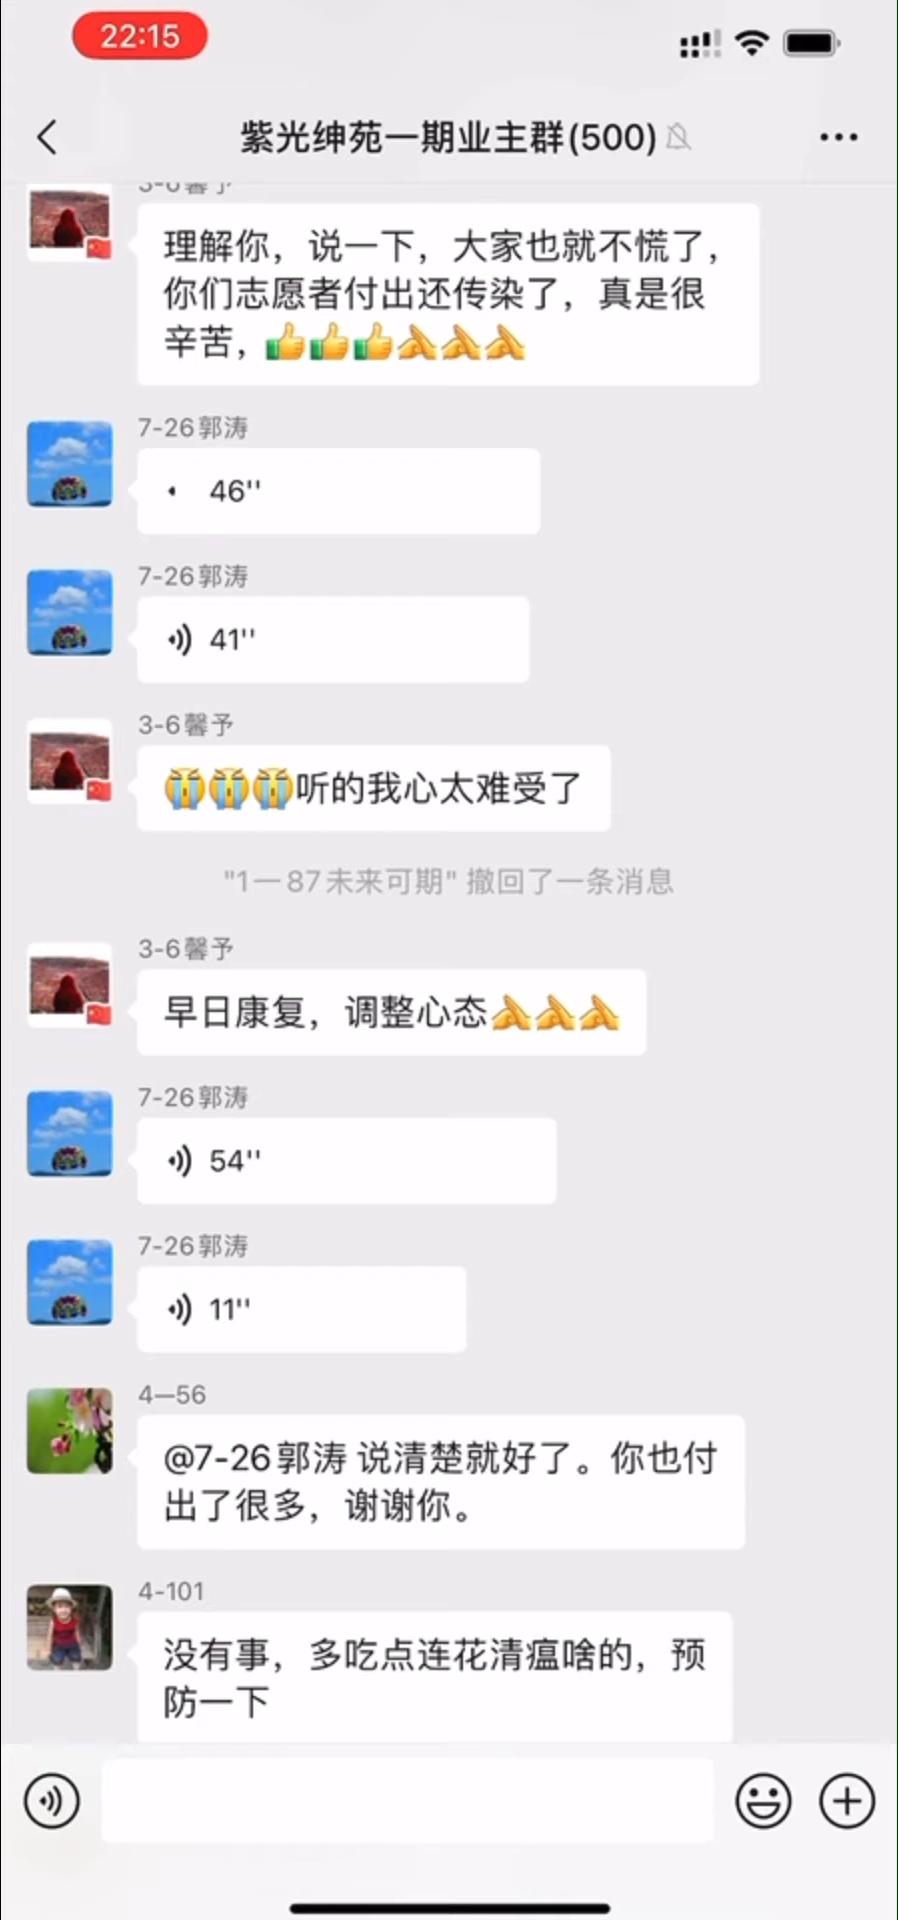 22:15
紫光绅苑一期业主群(500)
3-6馨予
理解你，说一下，大家也就不慌了，
你们志愿者付出还传染了，真是很
辛苦，👍👍👍🙏🙏🙏
7-26郭涛
46''
7-26郭涛
41''
3-6馨予
😭😭😭听的我心太难受了
"1一87未来可期" 撤回了一条消息
3-6馨予
早日康复，调整心态🙏🙏🙏
7-26郭涛
54''
7-26郭涛
11''
4—56
@7-26郭涛 说清楚就好了。你也付
出了很多，谢谢你。
4-101
没有事，多吃点连花清瘟啥的，预
防一下